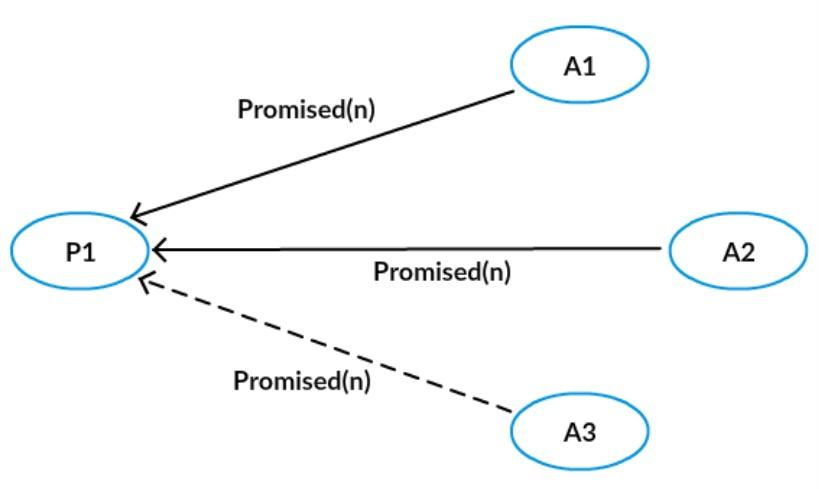 A1
Promised(n)
P1
A2
Promised(n)
Promised(n)
A3